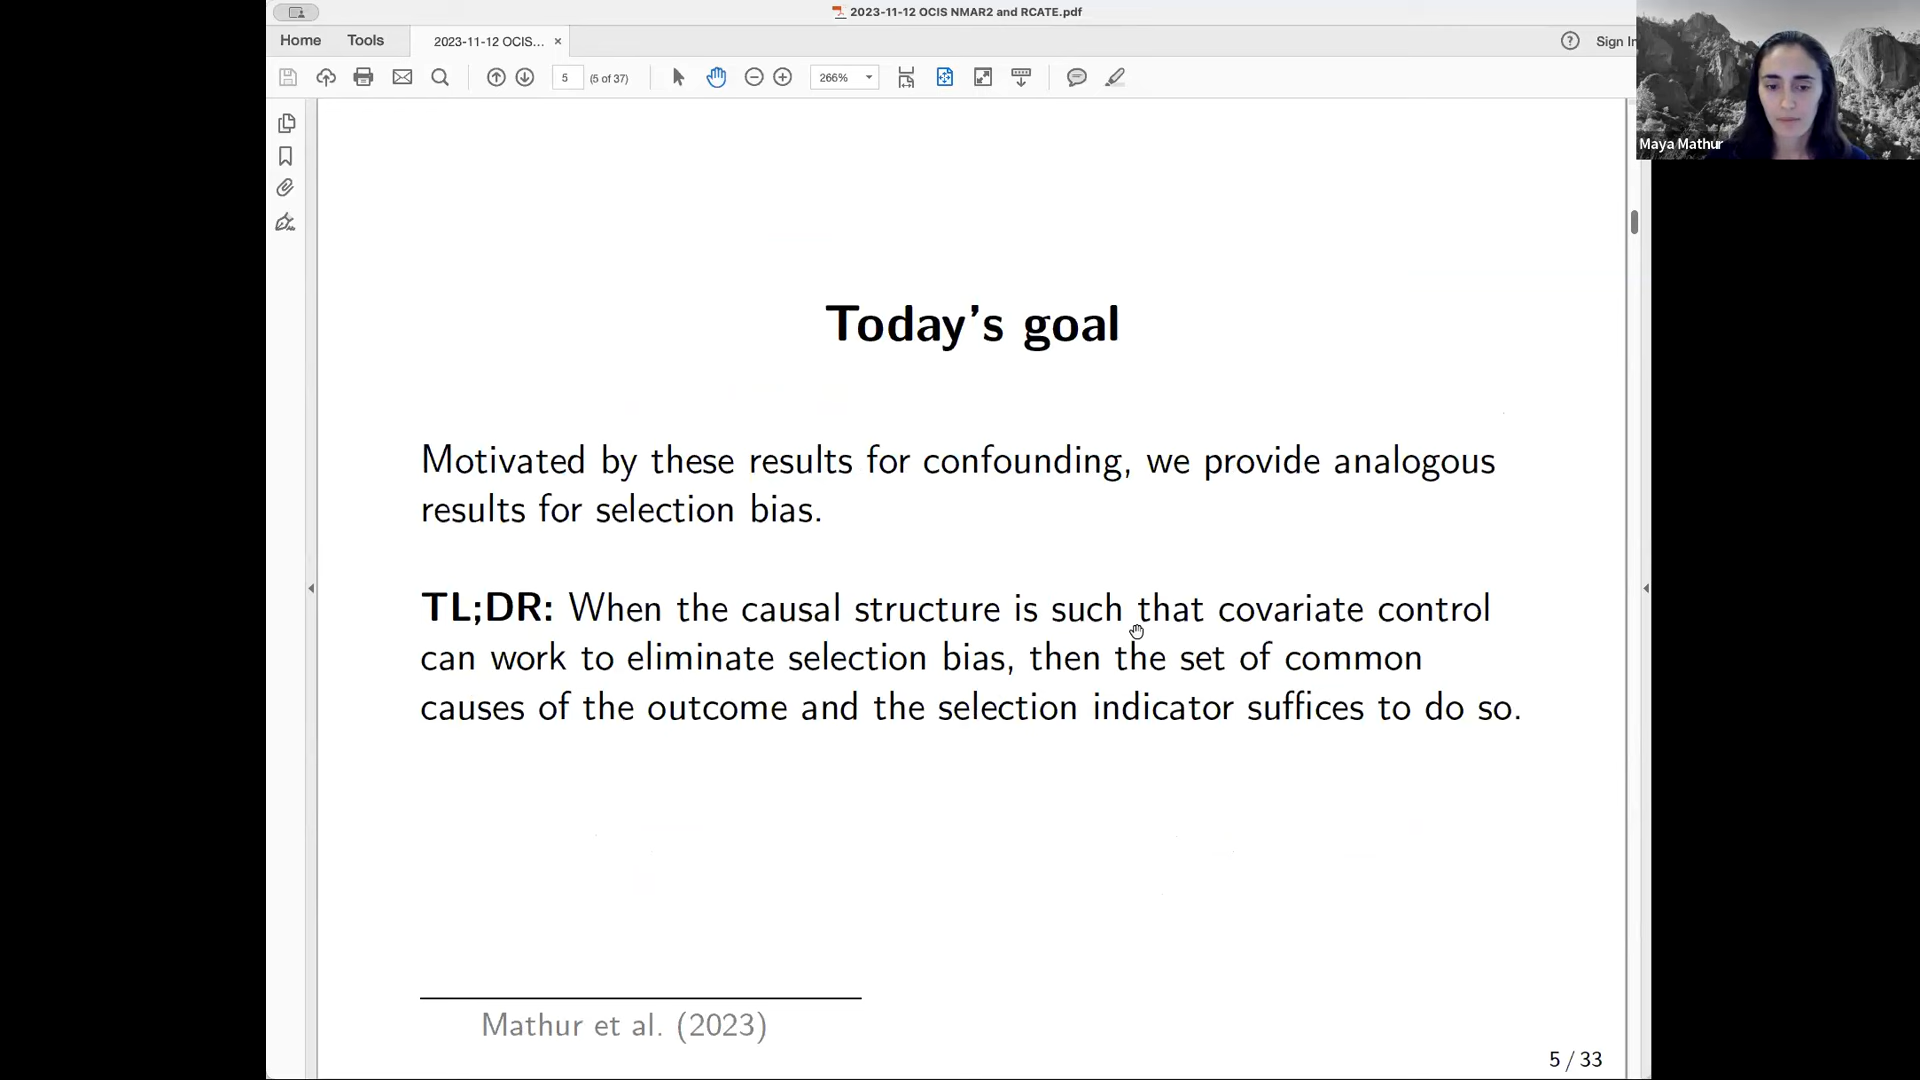 2023-11-12 OCIS NMAR2 and RCATE.pdf
Home Tools 2023-11-12 OCIS... × Sign In
5 (5 of 37) 266%
Maya Mathur
Today's goal
Motivated by these results for confounding, we provide analogous
results for selection bias.
TL;DR: When the causal structure is such that covariate control
can work to eliminate selection bias, then the set of common
causes of the outcome and the selection indicator suffices to do so.
Mathur et al. (2023)
5 / 33